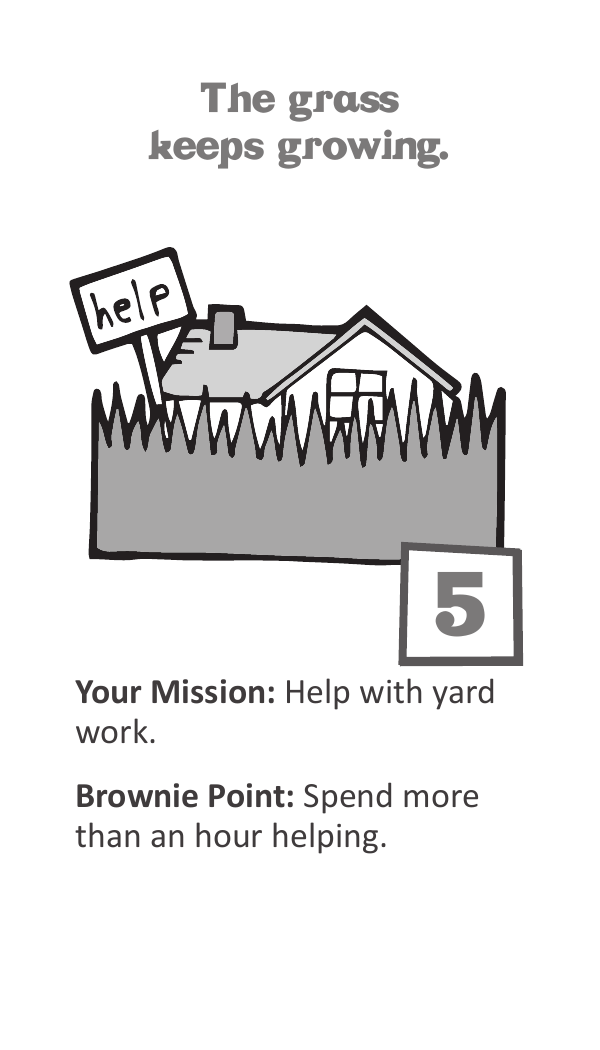 The grass
keeps growing.
help
5
Your Mission: Help with yard
work.
Brownie Point: Spend more
than an hour helping.